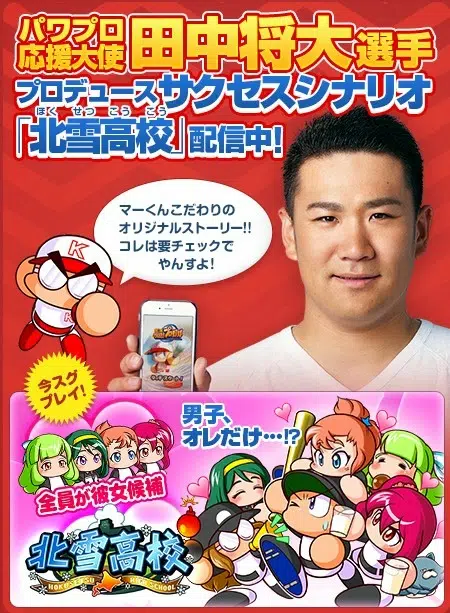 パワプロ
応援大使 田中将大選手
プロデュースサクセスシナリオ
ほくせつこうこう
「北雪高校」配信中!
マーくんこだわりの
オリジナルストーリー!!
コレは要チェックで
やんすよ!
K
今スグ
プレイ!
男子、
オレだけ…!?
全員が彼女候補
北雪高校
HOKUSETSU HIGH SCHOOL